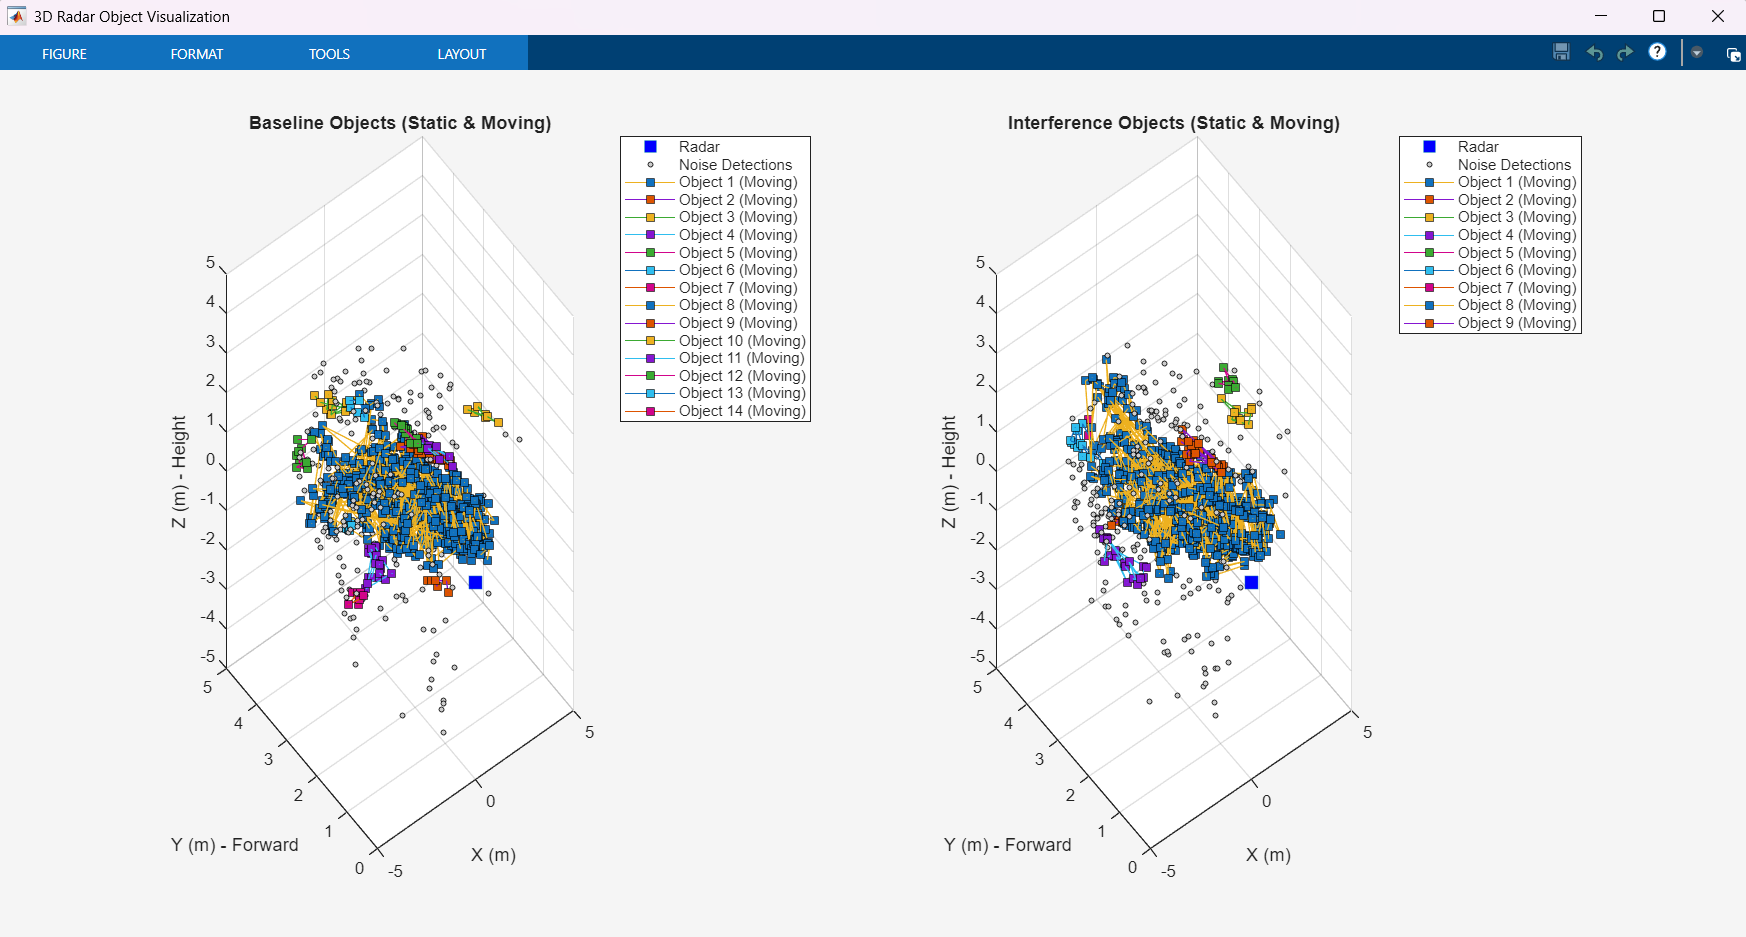 3D Radar Object Visualization
FIGURE FORMAT TOOLS LAYOUT
?
Baseline Objects (Static & Moving)
5
4
3
2
1
0
-1
-2
-3
-4
-5
Z (m) - Height
5
4
3
2
1
0
Y (m) - Forward
-5
0
5
X (m)
Radar
Noise Detections
Object 1 (Moving)
Object 2 (Moving)
Object 3 (Moving)
Object 4 (Moving)
Object 5 (Moving)
Object 6 (Moving)
Object 7 (Moving)
Object 8 (Moving)
Object 9 (Moving)
Object 10 (Moving)
Object 11 (Moving)
Object 12 (Moving)
Object 13 (Moving)
Object 14 (Moving)
Interference Objects (Static & Moving)
5
4
3
2
1
0
-1
-2
-3
-4
-5
Z (m) - Height
5
4
3
2
1
0
Y (m) - Forward
-5
0
5
X (m)
Radar
Noise Detections
Object 1 (Moving)
Object 2 (Moving)
Object 3 (Moving)
Object 4 (Moving)
Object 5 (Moving)
Object 6 (Moving)
Object 7 (Moving)
Object 8 (Moving)
Object 9 (Moving)